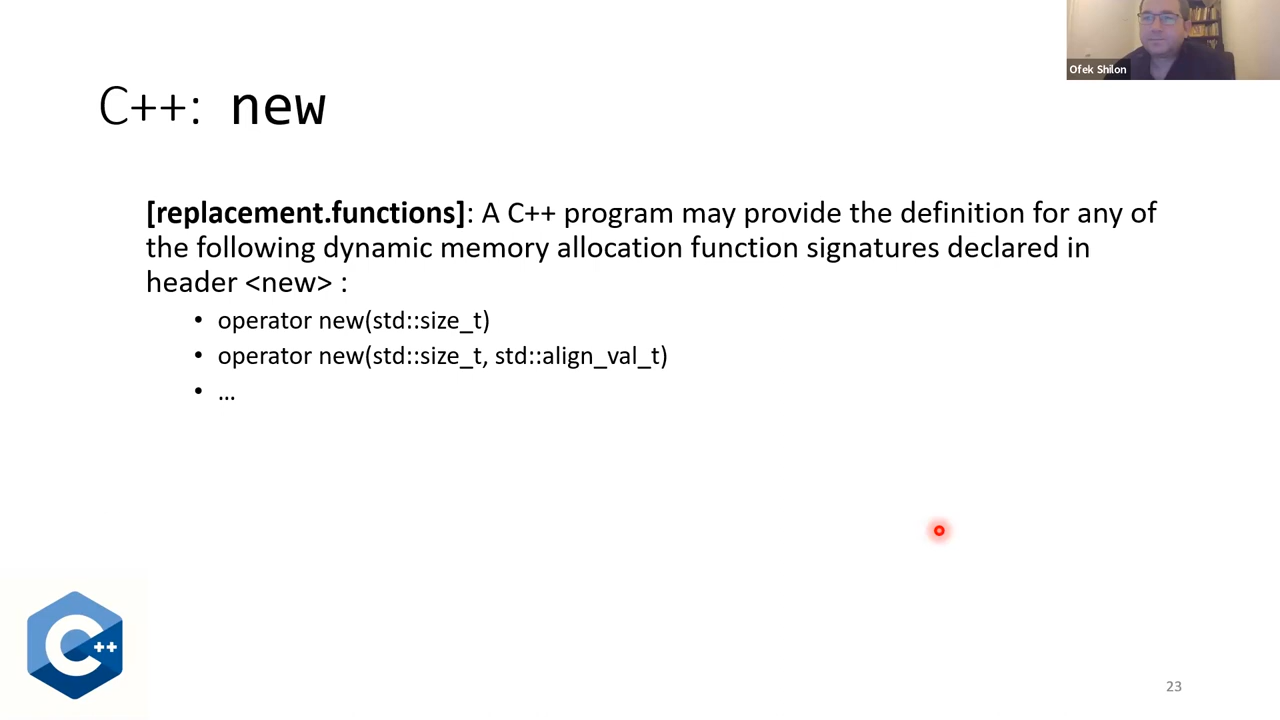 Ofek Shilon
C++: new
[replacement.functions]: A C++ program may provide the definition for any of
the following dynamic memory allocation function signatures declared in
header <new> :
• operator new(std::size_t)
• operator new(std::size_t, std::align_val_t)
• …
C++
23